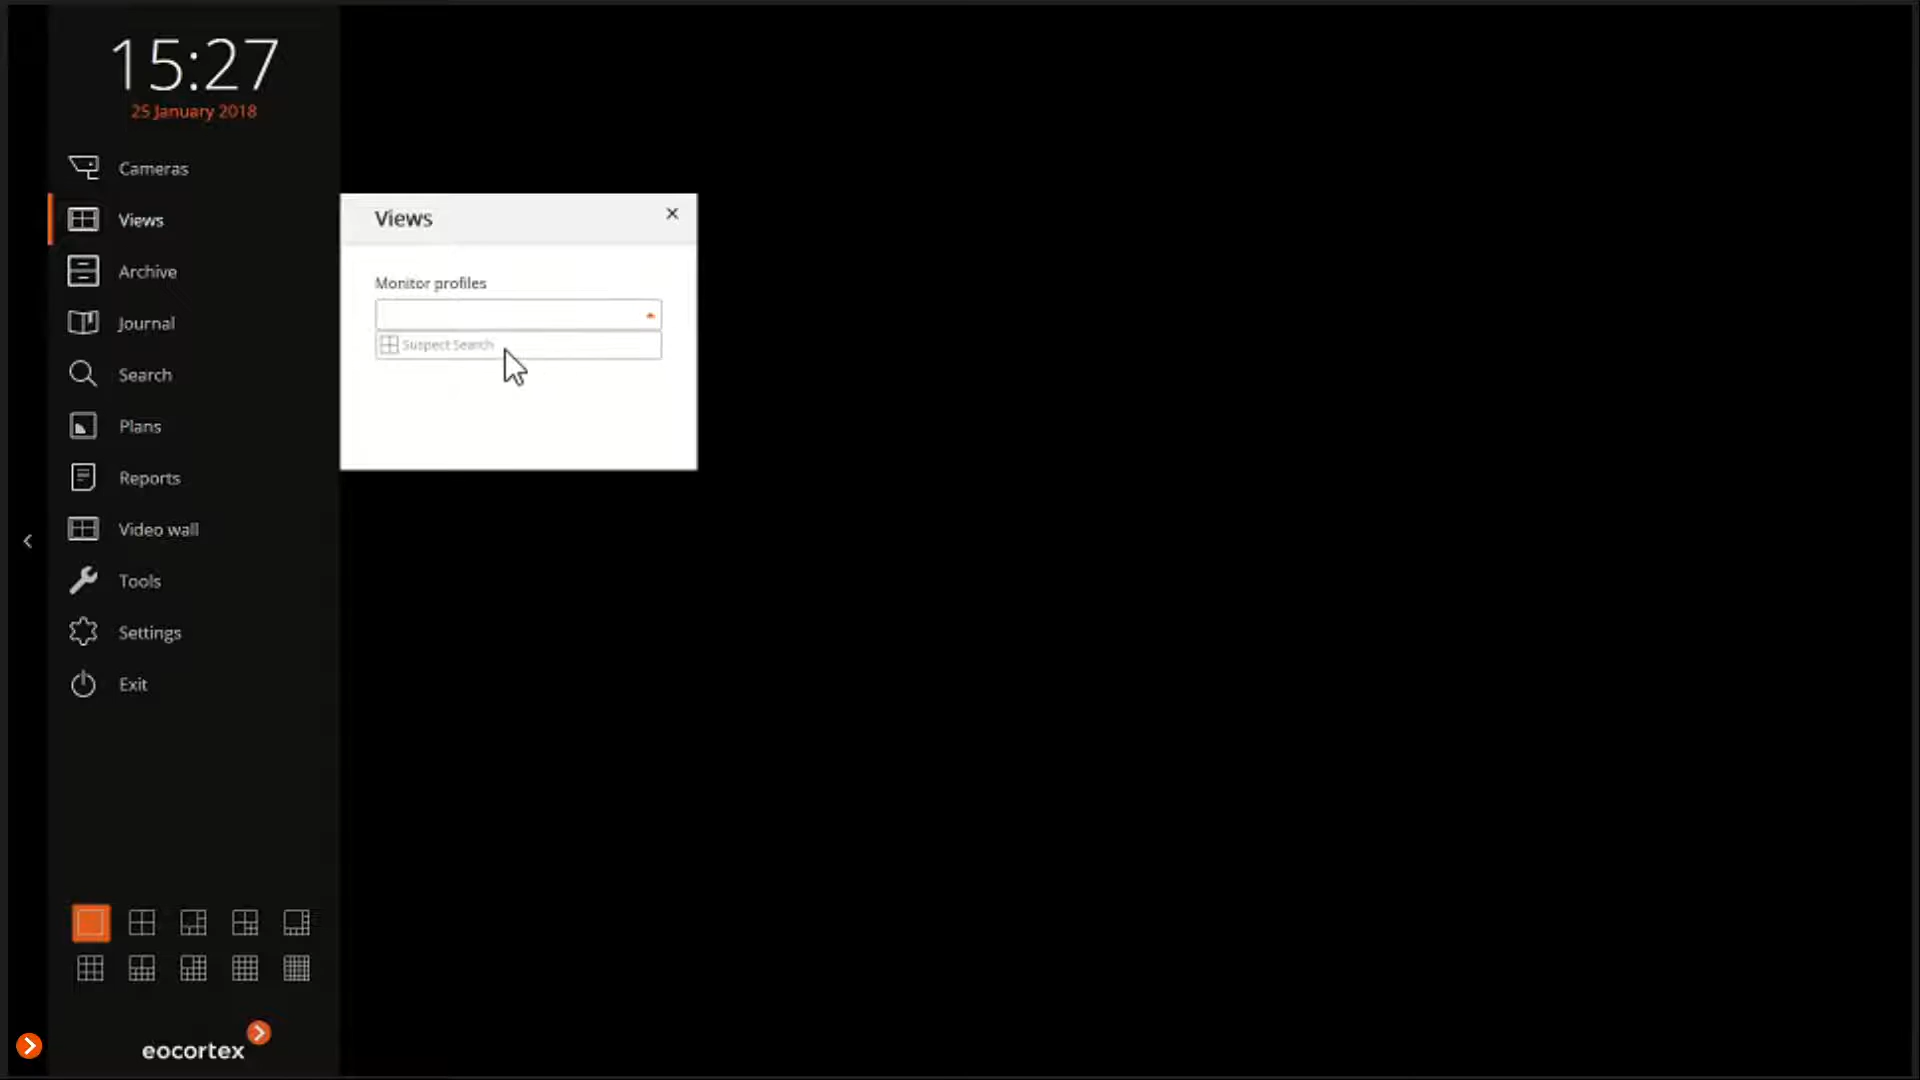 15:27
25 January 2018
Cameras
Views
Archive
Journal
Search
Plans
Reports
Video wall
Tools
Settings
Exit
eocortex
Views
Monitor profiles
Suspect Search